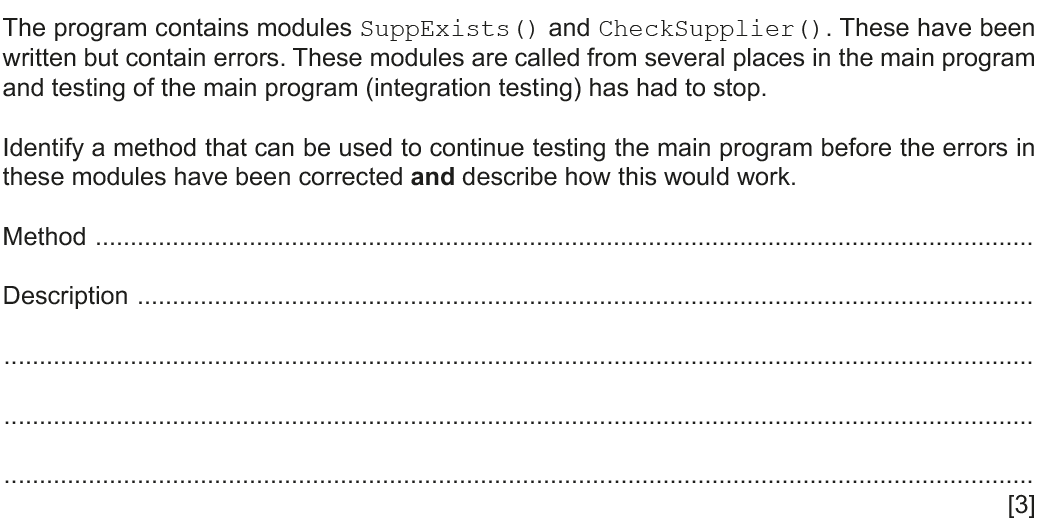 The program contains modules SuppExists() and CheckSupplier(). These have been
written but contain errors. These modules are called from several places in the main program
and testing of the main program (integration testing) has had to stop.
Identify a method that can be used to continue testing the main program before the errors in
these modules have been corrected and describe how this would work.
Method ..........................................................................................................................................
Description ....................................................................................................................................
.......................................................................................................................................................
.......................................................................................................................................................
.......................................................................................................................................................
[3]